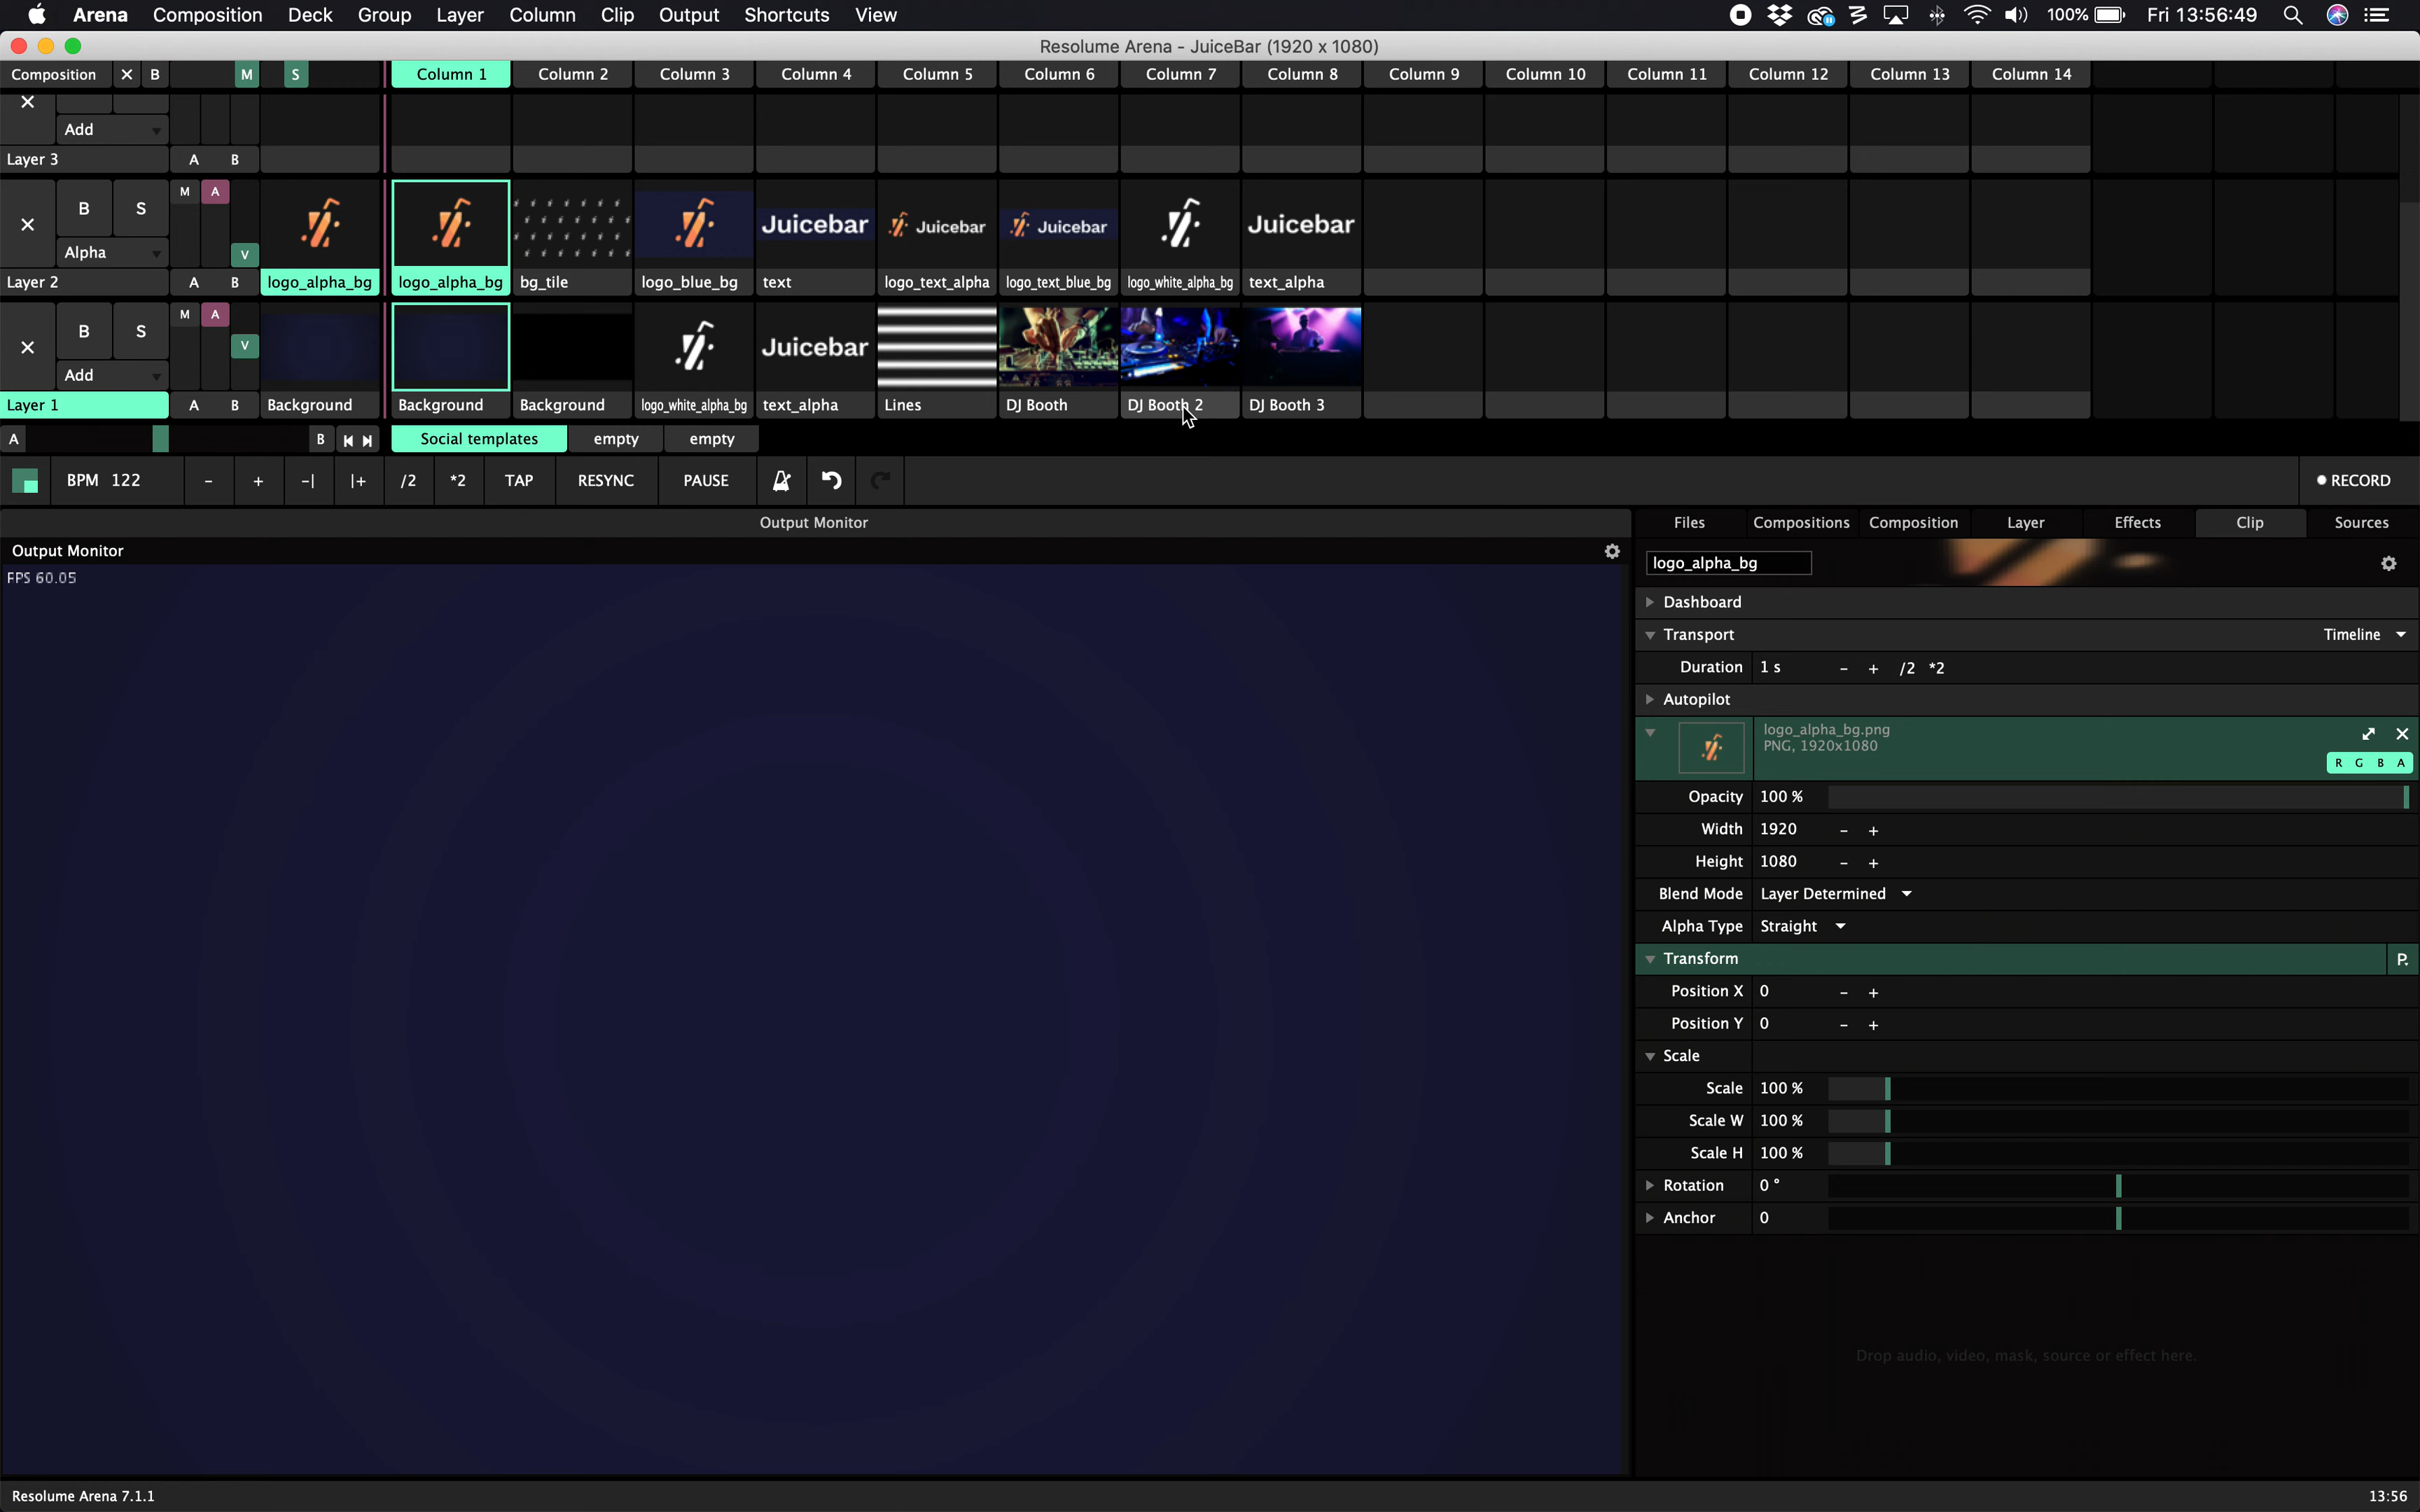 Arena Composition Deck Group Layer Column Clip Output Shortcuts View 100% Fri 13:56:49
Resolume Arena - JuiceBar (1920 x 1080)
Composition B M S Column 1 Column 2 Column 3 Column 4 Column 5 Column 6 Column 7 Column 8 Column 9 Column 10 Column 11 Column 12 Column 13 Column 14
Add
Layer 3 A B
B S M A V
Alpha
Juicebar Juicebar Juicebar Juicebar
Layer 2 A B logo_alpha_bg logo_alpha_bg bg_tile logo_blue_bg text logo_text_alpha logo_text_blue_bg logo_white_alpha_bg text_alpha
B S M A V
Juicebar
Add
Layer 1 A B Background Background Background logo_white_alpha_bg text_alpha Lines DJ Booth DJ Booth 2 DJ Booth 3
A B Social templates empty empty
BPM 122 - + -| |+ /2 *2 TAP RESYNC PAUSE RECORD
Output Monitor Files Compositions Composition Layer Effects Clip Sources
Output Monitor
FPS 60.05
logo_alpha_bg
Dashboard
Transport Timeline
Duration 1 s - + /2 *2
Autopilot
logo_alpha_bg.png
PNG, 1920x1080
R G B A
Opacity 100 %
Width 1920 - +
Height 1080 - +
Blend Mode Layer Determined
Alpha Type Straight
Transform P.
Position X 0 - +
Position Y 0 - +
Scale
Scale 100 %
Scale W 100 %
Scale H 100 %
Rotation 0 °
Anchor 0
Drop audio, video, mask, source or effect here.
Resolume Arena 7.1.1 13:56